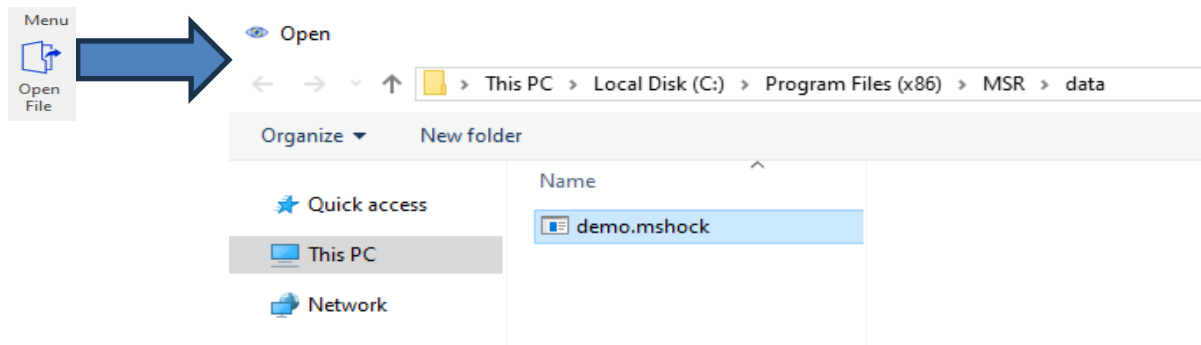 Menu
Open
File
Open
This PC > Local Disk (C:) > Program Files (x86) > MSR > data
Organize New folder
Name
Quick access
demo.mshock
This PC
Network